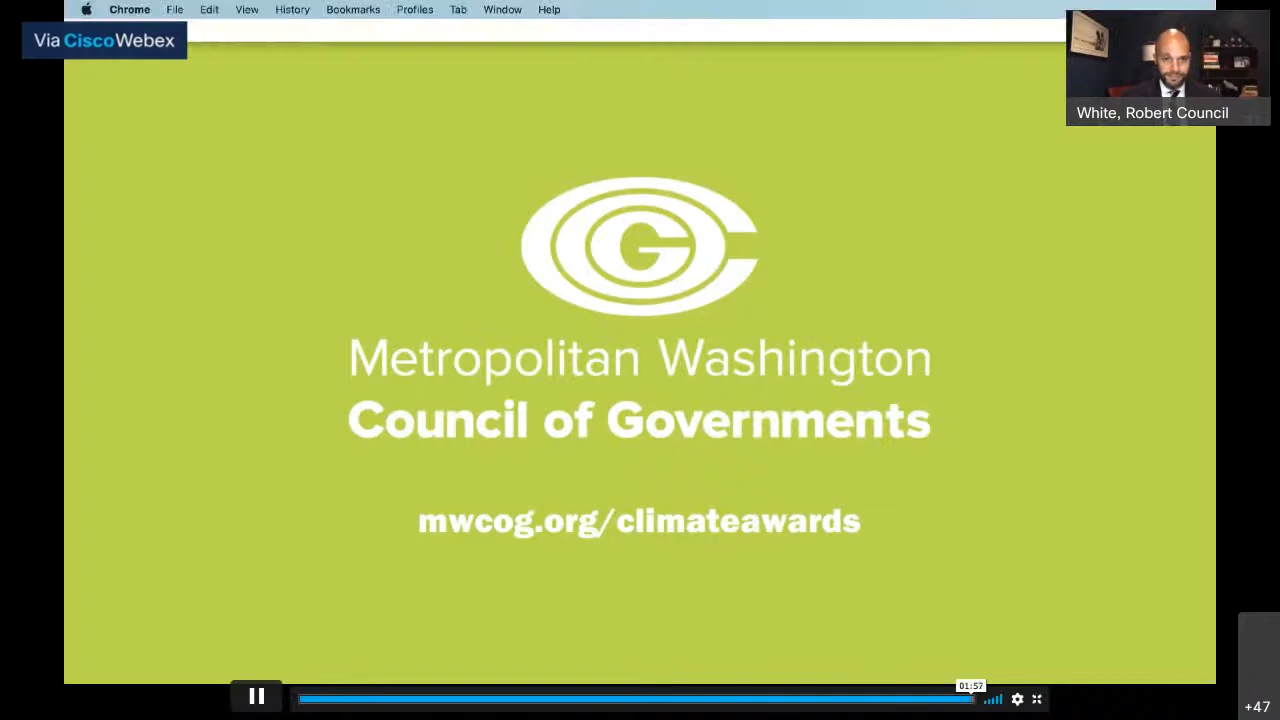 Chrome File Edit View History Bookmarks Profiles Tab Window Help
Via CiscoWebex
White, Robert Council
Metropolitan Washington
Council of Governments
mwcog.org/climateawards
01:57
+47